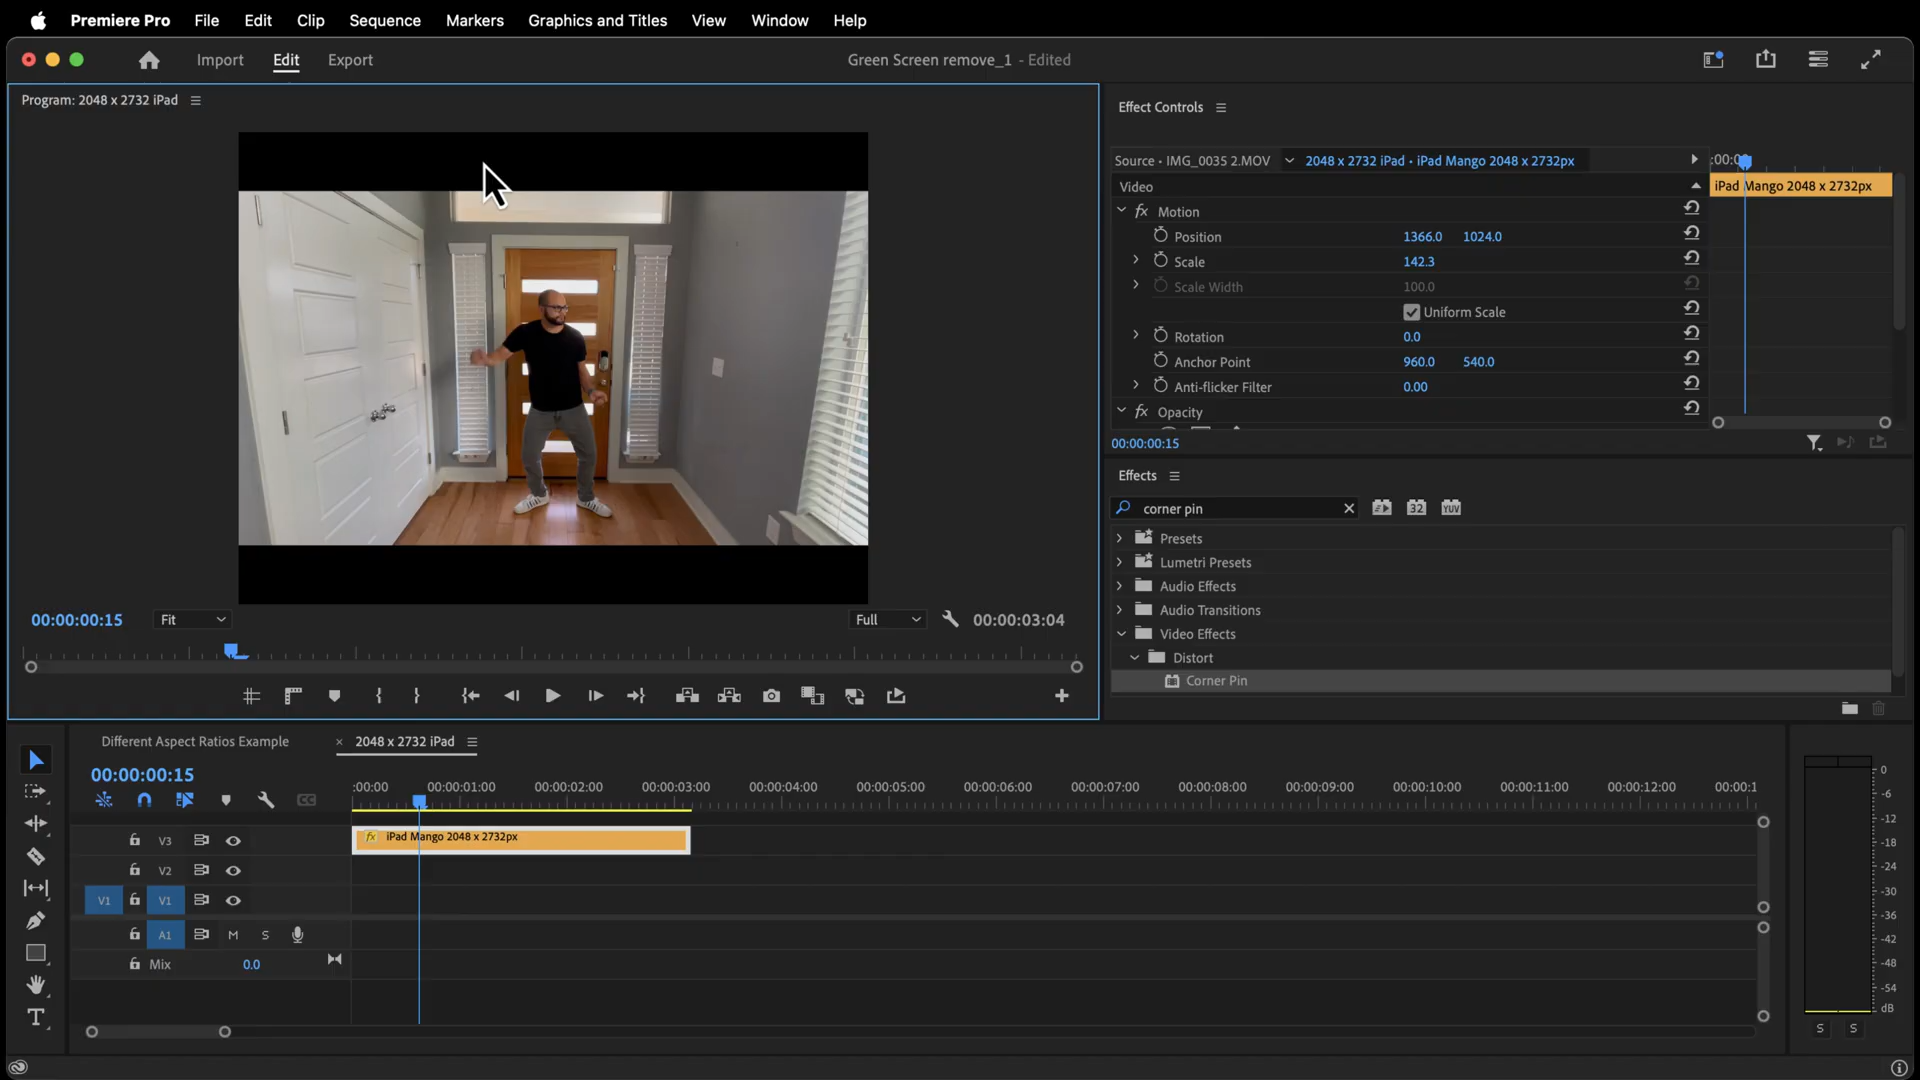 Premiere Pro File Edit Clip Sequence Markers Graphics and Titles View Window Help
Import Edit Export Green Screen remove_1 - Edited
Program: 2048 x 2732 iPad
00:00:00:15 Fit Full 00:00:03:04
Effect Controls
Source • IMG_0035 2.MOV 2048 x 2732 iPad • iPad Mango 2048 x 2732px :00:0
Video iPad Mango 2048 x 2732px
fx Motion
Position 1366.0 1024.0
Scale 142.3
Scale Width 100.0
Uniform Scale
Rotation 0.0
Anchor Point 960.0 540.0
Anti-flicker Filter 0.00
fx Opacity
00:00:00:15
Effects
corner pin 32 YUV
Presets
Lumetri Presets
Audio Effects
Audio Transitions
Video Effects
Distort
Corner Pin
Different Aspect Ratios Example × 2048 x 2732 iPad
00:00:00:15
:00:00 00:00:01:00 00:00:02:00 00:00:03:00 00:00:04:00 00:00:05:00 00:00:06:00 00:00:07:00 00:00:08:00 00:00:09:00 00:00:10:00 00:00:11:00 00:00:12:00 00:00:1
CC
V3 fx iPad Mango 2048 x 2732px
V2
V1 V1
A1 M S
Mix 0.0
T
0
-6
-12
-18
-24
-30
-36
-42
-48
-54
dB
S S